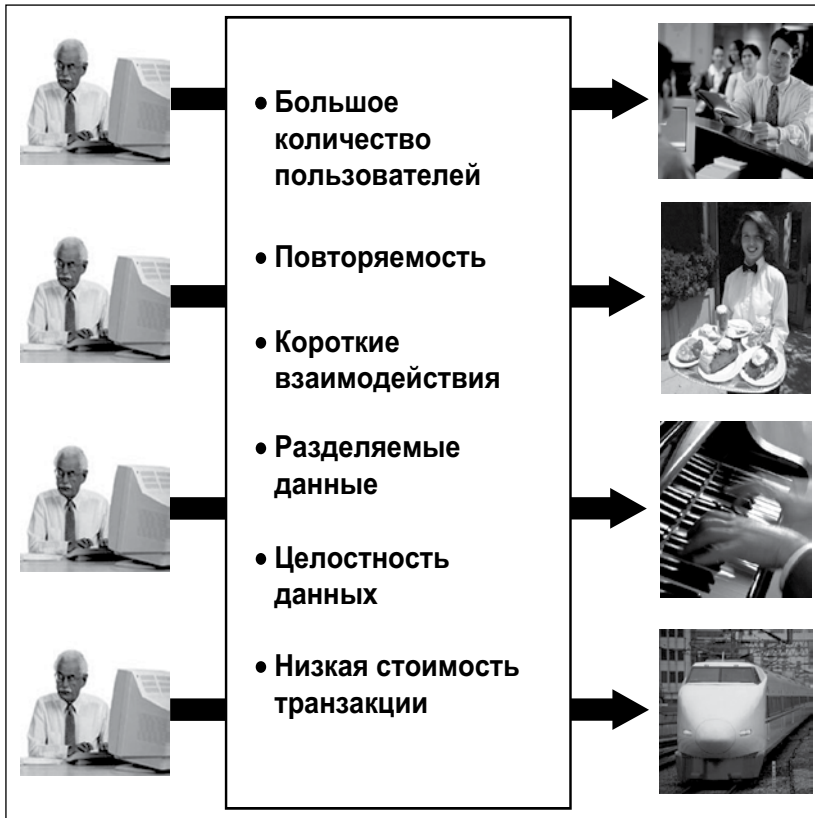 • Большое
количество
пользователей
• Повторяемость
• Короткие
взаимодействия
• Разделяемые
данные
• Целостность
данных
• Низкая стоимость
транзакции